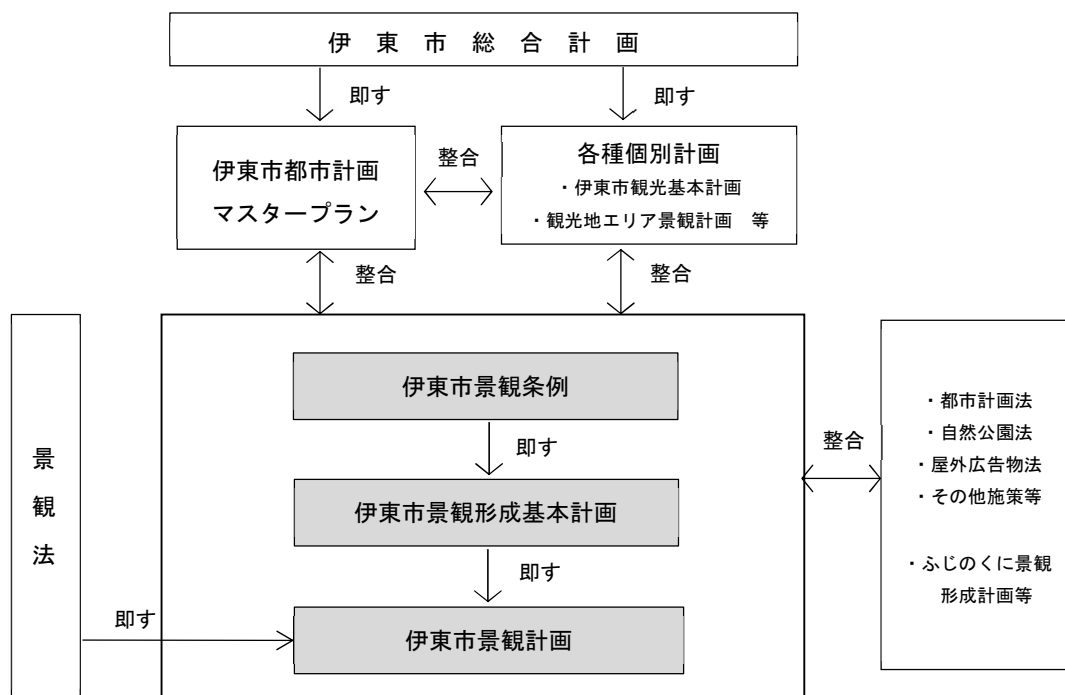 伊東市総合計画
即す
即す
伊東市都市計画
マスタープラン
整合
各種個別計画
・伊東市観光基本計画
・観光地エリア景観計画　等
整合
整合
景観法
即す
伊東市景観条例
即す
伊東市景観形成基本計画
即す
伊東市景観計画
整合
・都市計画法
・自然公園法
・屋外広告物法
・その他施策等
・ふじのくに景観
形成計画等